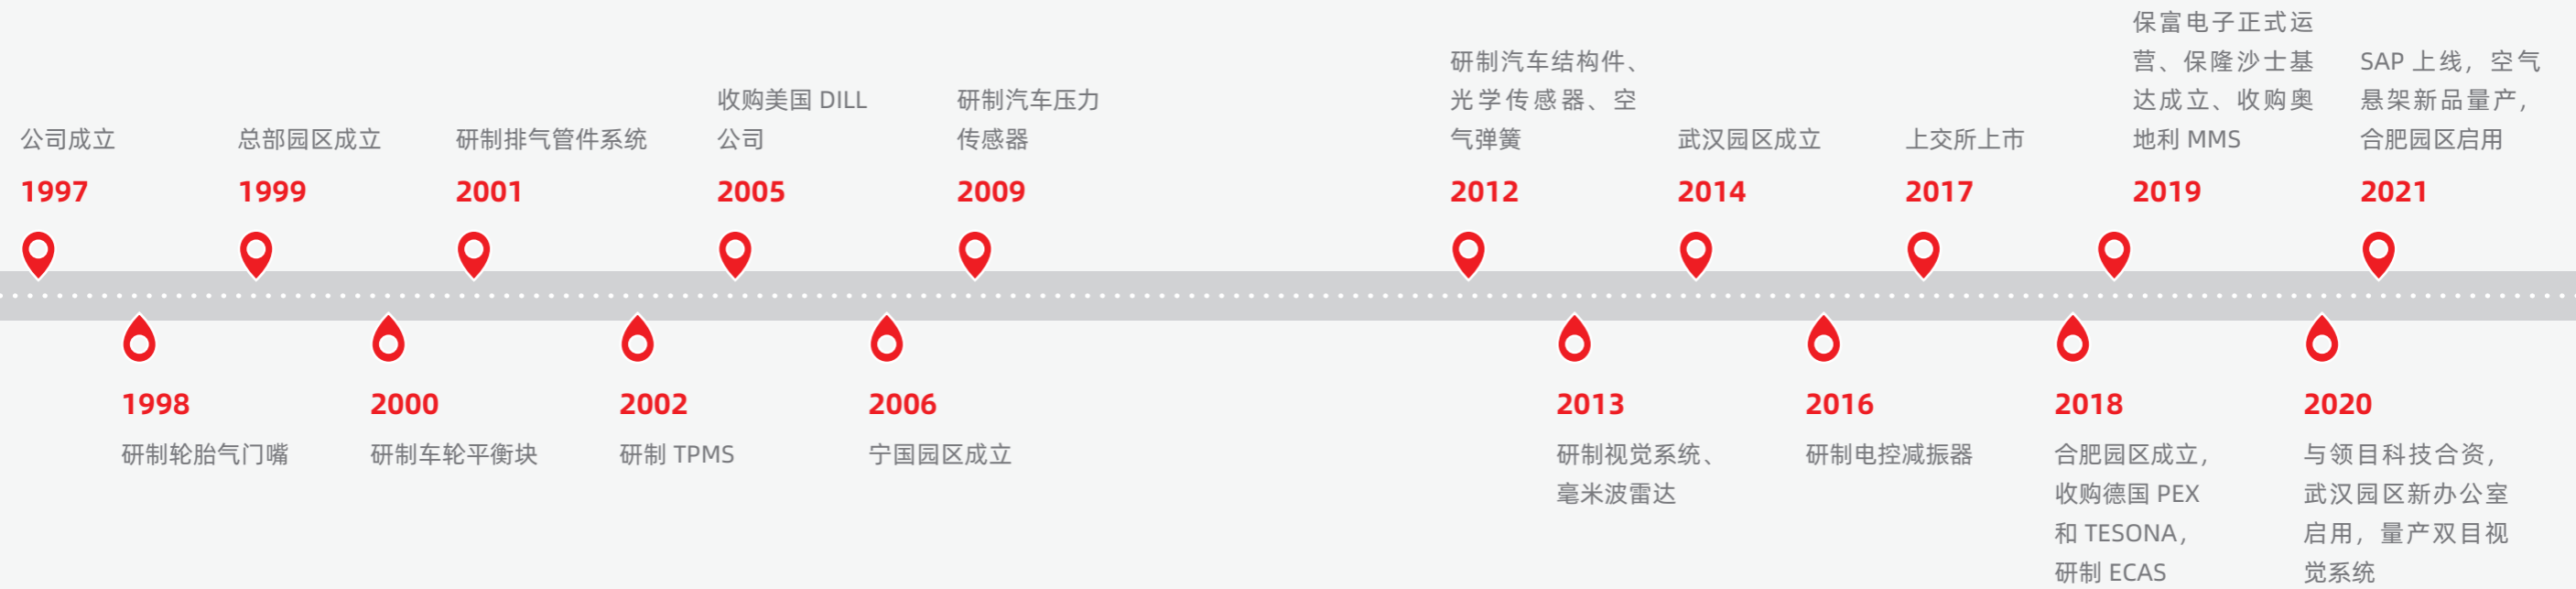 公司成立
1997
1998
研制轮胎气门嘴
总部园区成立
1999
2000
研制车轮平衡块
研制排气管件系统
2001
2002
研制 TPMS
收购美国 DILL
公司
2005
2006
宁国园区成立
研制汽车压力
传感器
2009
研制汽车结构件、
光学传感器、空
气弹簧
2012
2013
研制视觉系统、
毫米波雷达
武汉园区成立
2014
2016
研制电控减振器
上交所上市
2017
2018
合肥园区成立，
收购德国 PEX
和 TESONA，
研制 ECAS
保富电子正式运
营、保隆沙士基
达成立、收购奥
地利 MMS
2019
2020
与领目科技合资，
武汉园区新办公室
启用，量产双目视
觉系统
SAP 上线，空气
悬架新品量产，
合肥园区启用
2021